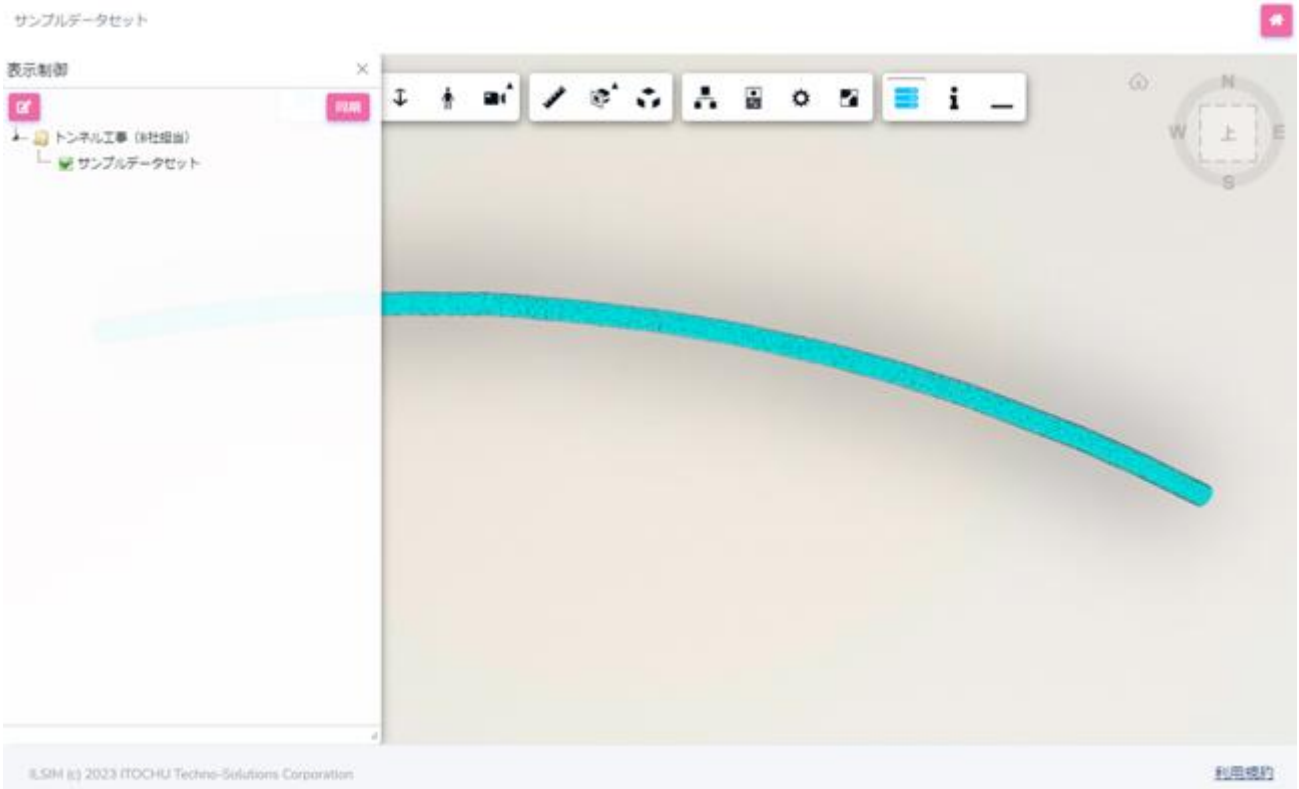 サンプルデータセット
表示制御
同期
トンネル工事（B社担当）
サンプルデータセット
N
W 上 E
S
ILSIM (c) 2023 ITOCHU Techno-Solutions Corporation
利用規約